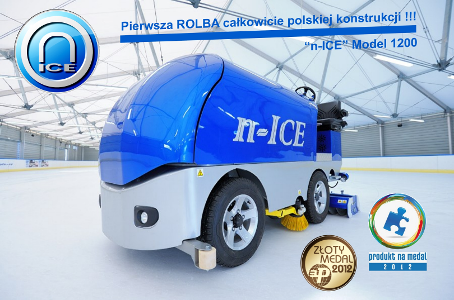 Pierwsza ROLBA całkowicie polskiej konstrukcji !!!
"n-ICE" Model 1200
n
ICE
n-ICE
ZŁOTY
MEDAL
2012
produkt na medal
2012